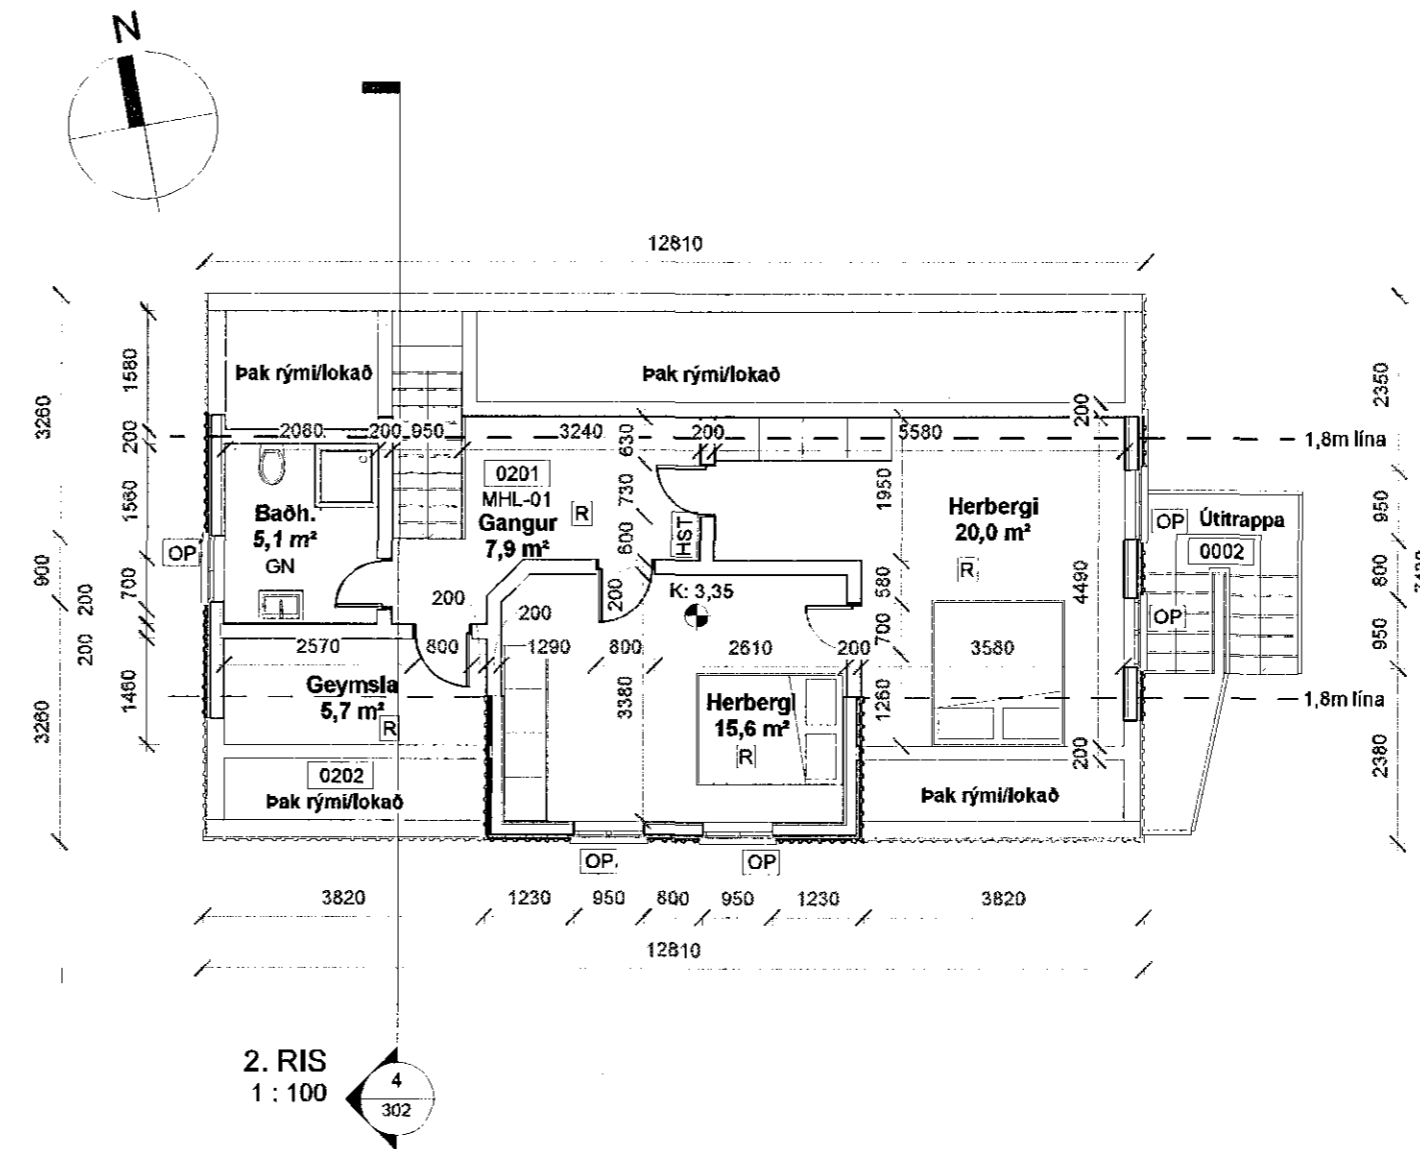 N
12810
Þak rými/lokað
Þak rými/lokað
3260
900
3260
200
200
1580
200
1560
700
1460
2350
950
800
950
2380
2080
200
950
3240
630
200
5580
200
1,8m lína
0201
MHL-01
Gangur
7,9 m²
R
730
600
HST
1950
Herbergi
20,0 m²
R
OP
Útitrappa
0002
OP
Baðh.
5,1 m²
GN
OP
K: 3,35
580
4490
700
200
200
200
2570
800
1290
800
2610
200
3580
Geymsla
5,7 m²
R
3380
Herbergi
15,6 m²
R
1260
1,8m lína
200
0202
Þak rými/lokað
Þak rými/lokað
OP
OP
3820
1230
950
800
950
1230
3820
12810
2. RIS
1 : 100
4
302